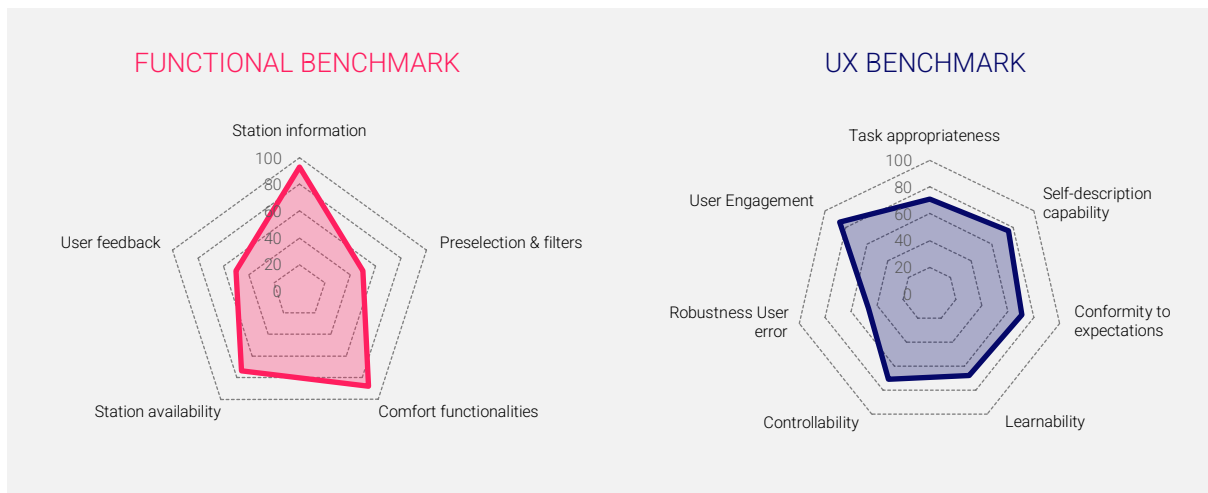 FUNCTIONAL BENCHMARK
Station information
100
80
60
40
20
0
User feedback
Preselection & filters
Station availability
Comfort functionalities
UX BENCHMARK
Task appropriateness
100
80
60
40
20
0
User Engagement
Self-description
capability
Robustness User
error
Conformity to
expectations
Controllability
Learnability